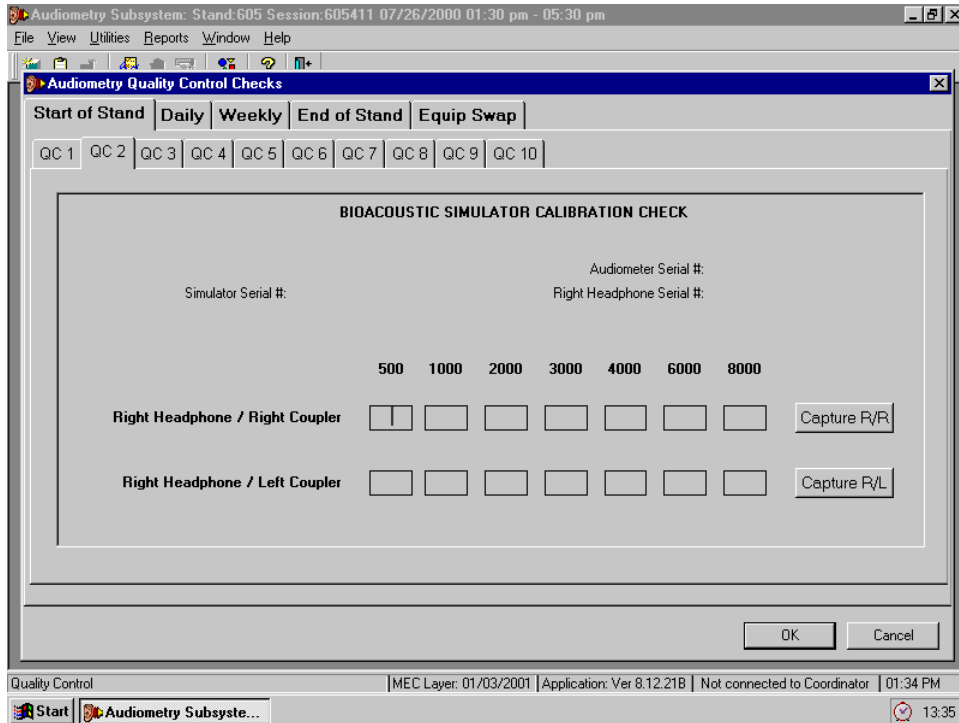 Audiometry Subsystem: Stand:605 Session:605411 07/26/2000 01:30 pm - 05:30 pm
File View Utilities Reports Window Help
Audiometry Quality Control Checks
Start of Stand Daily Weekly End of Stand Equip Swap
QC 1 QC 2 QC 3 QC 4 QC 5 QC 6 QC 7 QC 8 QC 9 QC 10
BIOACOUSTIC SIMULATOR CALIBRATION CHECK
Audiometer Serial #:
Simulator Serial #: Right Headphone Serial #:
500 1000 2000 3000 4000 6000 8000
Right Headphone / Right Coupler Capture R/R
Right Headphone / Left Coupler Capture R/L
OK Cancel
Quality Control MEC Layer: 01/03/2001 Application: Ver 8.12.21B Not connected to Coordinator 01:34 PM
Start Audiometry Subsyste... 13:35